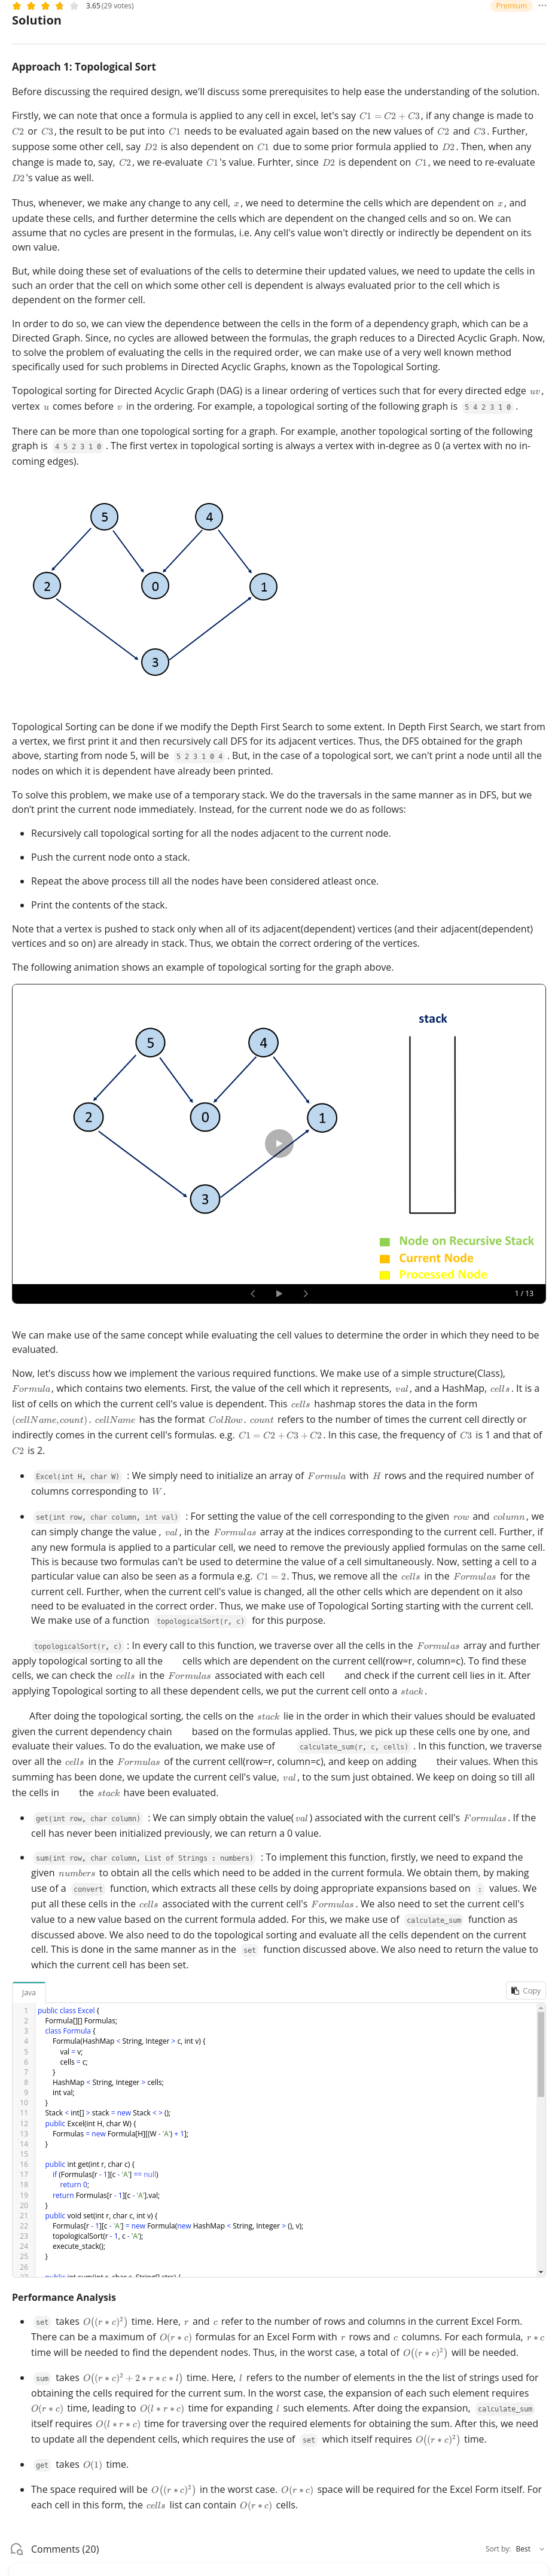 3.65 (29 votes)
Premium
Solution
Approach 1: Topological Sort
Before discussing the required design, we'll discuss some prerequisites to help ease the understanding of the solution.
Firstly, we can note that once a formula is applied to any cell in excel, let's say C1 = C2 + C3, if any change is made to
C2 or C3, the result to be put into C1 needs to be evaluated again based on the new values of C2 and C3. Further,
suppose some other cell, say D2 is also dependent on C1 due to some prior formula applied to D2. Then, when any
change is made to, say, C2, we re-evaluate C1's value. Furhter, since D2 is dependent on C1, we need to re-evaluate
D2's value as well.
Thus, whenever, we make any change to any cell, x, we need to determine the cells which are dependent on x, and
update these cells, and further determine the cells which are dependent on the changed cells and so on. We can
assume that no cycles are present in the formulas, i.e. Any cell's value won't directly or indirectly be dependent on its
own value.
But, while doing these set of evaluations of the cells to determine their updated values, we need to update the cells in
such an order that the cell on which some other cell is dependent is always evaluated prior to the cell which is
dependent on the former cell.
In order to do so, we can view the dependence between the cells in the form of a dependency graph, which can be a
Directed Graph. Since, no cycles are allowed between the formulas, the graph reduces to a Directed Acyclic Graph. Now,
to solve the problem of evaluating the cells in the required order, we can make use of a very well known method
specifically used for such problems in Directed Acyclic Graphs, known as the Topological Sorting.
Topological sorting for Directed Acyclic Graph (DAG) is a linear ordering of vertices such that for every directed edge uv,
vertex u comes before v in the ordering. For example, a topological sorting of the following graph is 5 4 2 3 1 0 .
There can be more than one topological sorting for a graph. For example, another topological sorting of the following
graph is 4 5 2 3 1 0 . The first vertex in topological sorting is always a vertex with in-degree as 0 (a vertex with no in-
coming edges).
5 4
2 0 1
3
Topological Sorting can be done if we modify the Depth First Search to some extent. In Depth First Search, we start from
a vertex, we first print it and then recursively call DFS for its adjacent vertices. Thus, the DFS obtained for the graph
above, starting from node 5, will be 5 2 3 1 0 4 . But, in the case of a topological sort, we can't print a node until all the
nodes on which it is dependent have already been printed.
To solve this problem, we make use of a temporary stack. We do the traversals in the same manner as in DFS, but we
don't print the current node immediately. Instead, for the current node we do as follows:
• Recursively call topological sorting for all the nodes adjacent to the current node.
• Push the current node onto a stack.
• Repeat the above process till all the nodes have been considered atleast once.
• Print the contents of the stack.
Note that a vertex is pushed to stack only when all of its adjacent(dependent) vertices (and their adjacent(dependent)
vertices and so on) are already in stack. Thus, we obtain the correct ordering of the vertices.
The following animation shows an example of topological sorting for the graph above.
stack
5 4
2 0 1
3
Node on Recursive Stack
Current Node
Processed Node
1 / 13
We can make use of the same concept while evaluating the cell values to determine the order in which they need to be
evaluated.
Now, let's discuss how we implement the various required functions. We make use of a simple structure(Class),
Formula, which contains two elements. First, the value of the cell which it represents, val, and a HashMap, cells. It is a
list of cells on which the current cell's value is dependent. This cells hashmap stores the data in the form
(cellName, count). cellName has the format ColRow. count refers to the number of times the current cell directly or
indirectly comes in the current cell's formulas. e.g. C1 = C2 + C3 + C2. In this case, the frequency of C3 is 1 and that of
C2 is 2.
• Excel(int H, char W) : We simply need to initialize an array of Formula with H rows and the required number of
columns corresponding to W.
• set(int row, char column, int val) : For setting the value of the cell corresponding to the given row and column, we
can simply change the value , val, in the Formulas array at the indices corresponding to the current cell. Further, if
any new formula is applied to a particular cell, we need to remove the previously applied formulas on the same cell.
This is because two formulas can't be used to determine the value of a cell simultaneously. Now, setting a cell to a
particular value can also be seen as a formula e.g. C1 = 2. Thus, we remove all the cells in the Formulas for the
current cell. Further, when the current cell's value is changed, all the other cells which are dependent on it also
need to be evaluated in the correct order. Thus, we make use of Topological Sorting starting with the current cell.
We make use of a function topologicalSort(r, c) for this purpose.
topologicalSort(r, c) : In every call to this function, we traverse over all the cells in the Formulas array and further
apply topological sorting to all the cells which are dependent on the current cell(row=r, column=c). To find these
cells, we can check the cells in the Formulas associated with each cell and check if the current cell lies in it. After
applying Topological sorting to all these dependent cells, we put the current cell onto a stack.
After doing the topological sorting, the cells on the stack lie in the order in which their values should be evaluated
given the current dependency chain based on the formulas applied. Thus, we pick up these cells one by one, and
evaluate their values. To do the evaluation, we make use of calculate_sum(r, c, cells) . In this function, we traverse
over all the cells in the Formulas of the current cell(row=r, column=c), and keep on adding their values. When this
summing has been done, we update the current cell's value, val, to the sum just obtained. We keep on doing so till all
the cells in the stack have been evaluated.
• get(int row, char column) : We can simply obtain the value(val) associated with the current cell's Formulas. If the
cell has never been initialized previously, we can return a 0 value.
• sum(int row, char column, List of Strings : numbers) : To implement this function, firstly, we need to expand the
given numbers to obtain all the cells which need to be added in the current formula. We obtain them, by making
use of a convert function, which extracts all these cells by doing appropriate expansions based on : values. We
put all these cells in the cells associated with the current cell's Formulas. We also need to set the current cell's
value to a new value based on the current formula added. For this, we make use of calculate_sum function as
discussed above. We also need to do the topological sorting and evaluate all the cells dependent on the current
cell. This is done in the same manner as in the set function discussed above. We also need to return the value to
which the current cell has been set.
Java
Copy
1 public class Excel {
2 Formula[][] Formulas;
3 class Formula {
4 Formula(HashMap < String, Integer > c, int v) {
5 val = v;
6 cells = c;
7 }
8 HashMap < String, Integer > cells;
9 int val;
10 }
11 Stack < int[] > stack = new Stack < > ();
12 public Excel(int H, char W) {
13 Formulas = new Formula[H][(W - 'A') + 1];
14 }
15
16 public int get(int r, char c) {
17 if (Formulas[r - 1][c - 'A'] == null)
18 return 0;
19 return Formulas[r - 1][c - 'A'].val;
20 }
21 public void set(int r, char c, int v) {
22 Formulas[r - 1][c - 'A'] = new Formula(new HashMap < String, Integer > (), v);
23 topologicalSort(r - 1, c - 'A');
24 execute_stack();
25 }
26
27 public int sum(int r, char c, String[] strs) {
Performance Analysis
• set takes O((r * c)²) time. Here, r and c refer to the number of rows and columns in the current Excel Form.
There can be a maximum of O(r * c) formulas for an Excel Form with r rows and c columns. For each formula, r * c
time will be needed to find the dependent nodes. Thus, in the worst case, a total of O((r * c)²) will be needed.
• sum takes O((r * c)² + 2 * r * c * l) time. Here, l refers to the number of elements in the the list of strings used for
obtaining the cells required for the current sum. In the worst case, the expansion of each such element requires
O(r * c) time, leading to O(l * r * c) time for expanding l such elements. After doing the expansion, calculate_sum
itself requires O(l * r * c) time for traversing over the required elements for obtaining the sum. After this, we need
to update all the dependent cells, which requires the use of set which itself requires O((r * c)²) time.
• get takes O(1) time.
• The space required will be O((r * c)²) in the worst case. O(r * c) space will be required for the Excel Form itself. For
each cell in this form, the cells list can contain O(r * c) cells.
Comments (20)
Sort by: Best